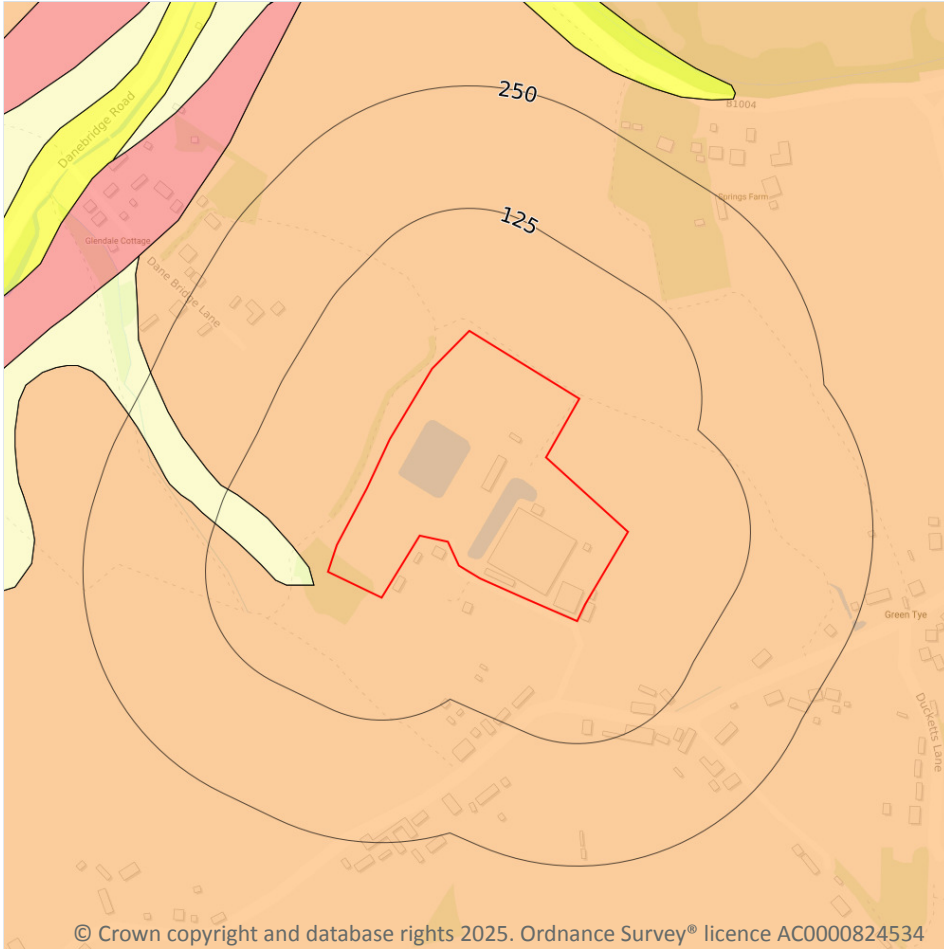 250
B1004
Danebridge Road
Springs Farm
125
Glendale Cottage
Dane Bridge Lane
Green Tye
Ducketts Lane
© Crown copyright and database rights 2025. Ordnance Survey® licence AC0000824534